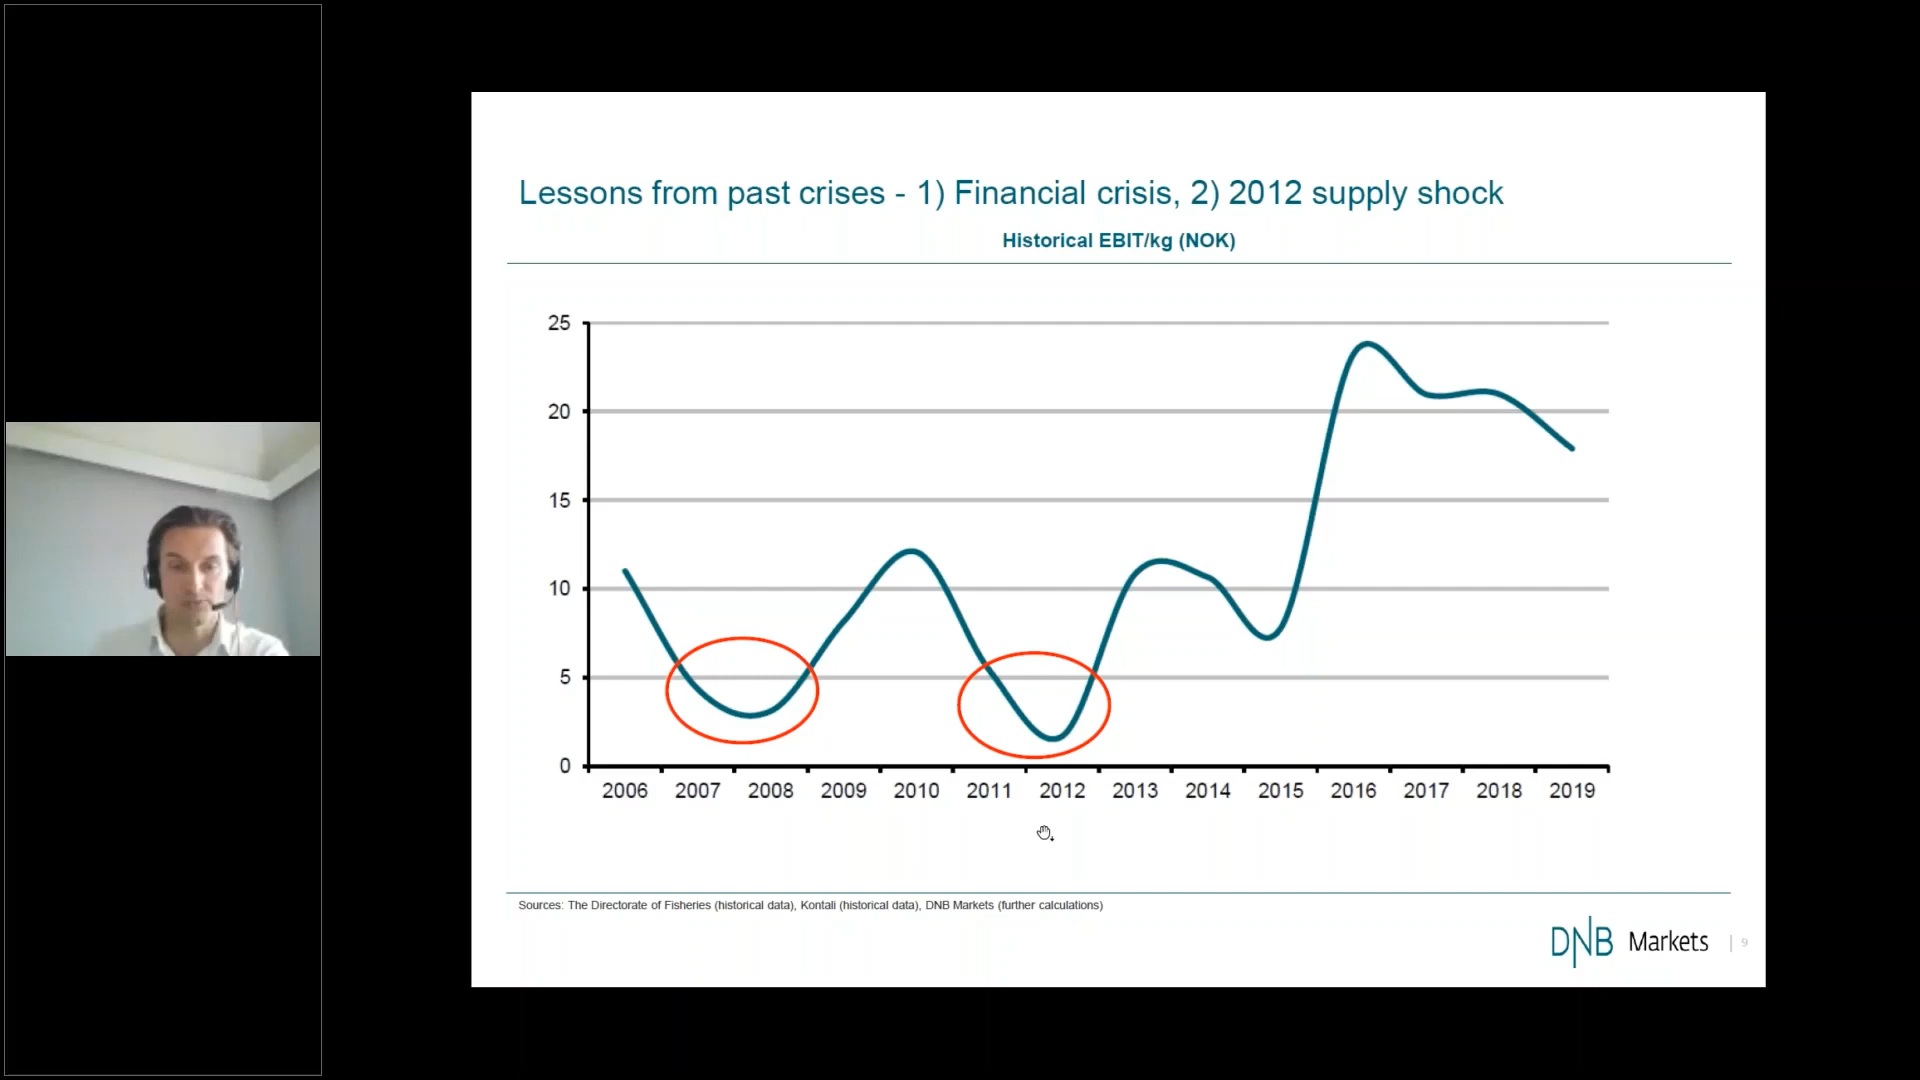 Lessons from past crises - 1) Financial crisis, 2) 2012 supply shock
Historical EBIT/kg (NOK)
25
20
15
10
5
0
2006 2007 2008 2009 2010 2011 2012 2013 2014 2015 2016 2017 2018 2019
Sources: The Directorate of Fisheries (historical data), Kontali (historical data), DNB Markets (further calculations)
DNB Markets | 9